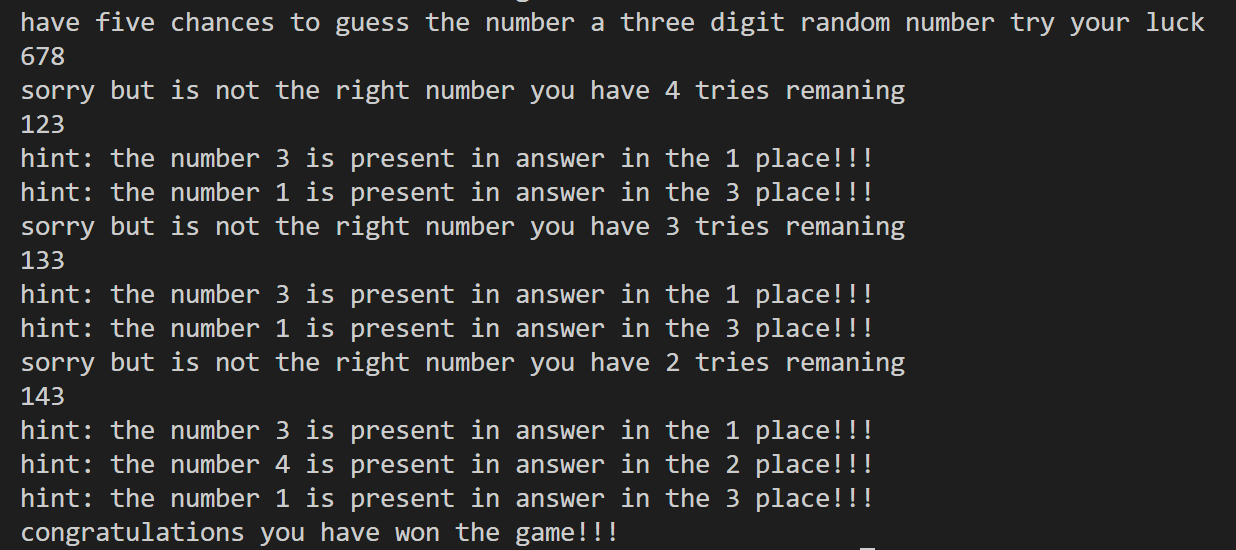 have five chances to guess the number a three digit random number try your luck
678
sorry but is not the right number you have 4 tries remaning
123
hint: the number 3 is present in answer in the 1 place!!!
hint: the number 1 is present in answer in the 3 place!!!
sorry but is not the right number you have 3 tries remaning
133
hint: the number 3 is present in answer in the 1 place!!!
hint: the number 1 is present in answer in the 3 place!!!
sorry but is not the right number you have 2 tries remaning
143
hint: the number 3 is present in answer in the 1 place!!!
hint: the number 4 is present in answer in the 2 place!!!
hint: the number 1 is present in answer in the 3 place!!!
congratulations you have won the game!!!